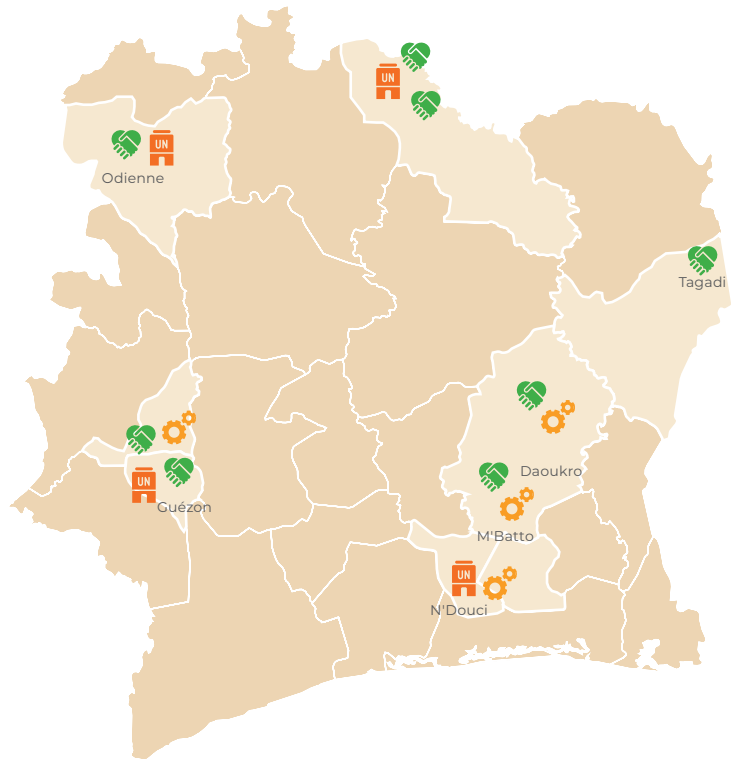 UN
UN
Odienne
Tagadi
Daoukro
UN
Guézon
M'Batto
UN
N'Douci